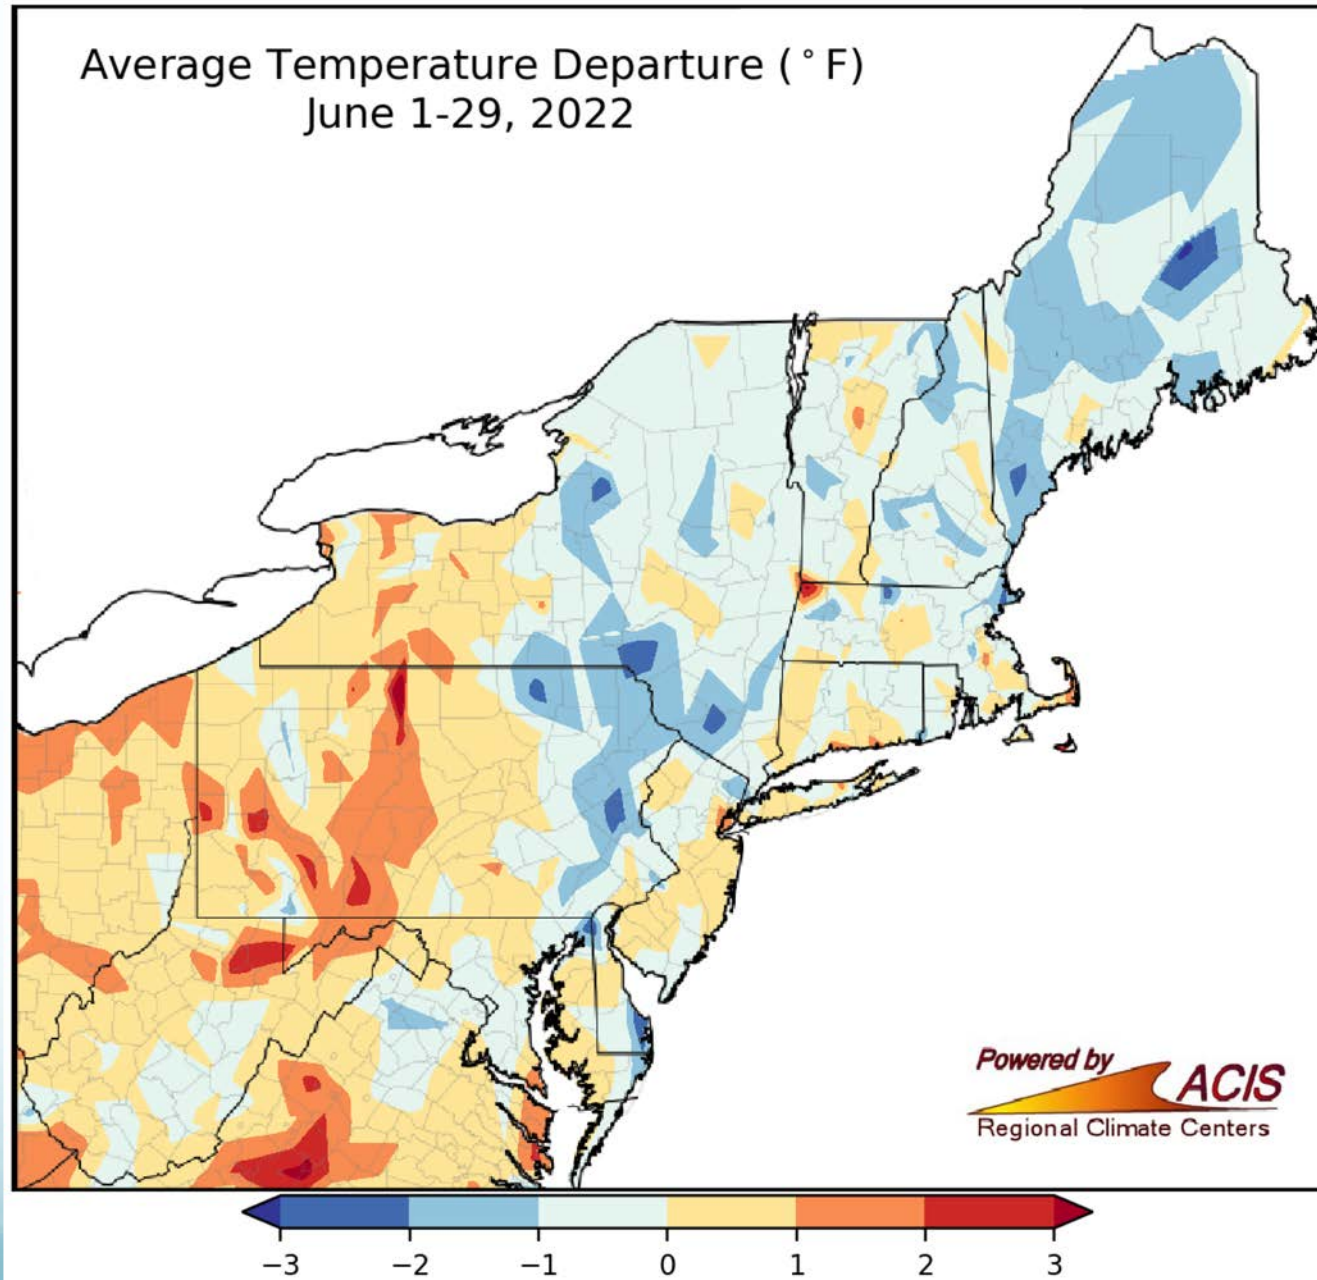 Average Temperature Departure (°F)
June 1-29, 2022
Powered by
ACIS
Regional Climate Centers
−3 −2 −1 0 1 2 3